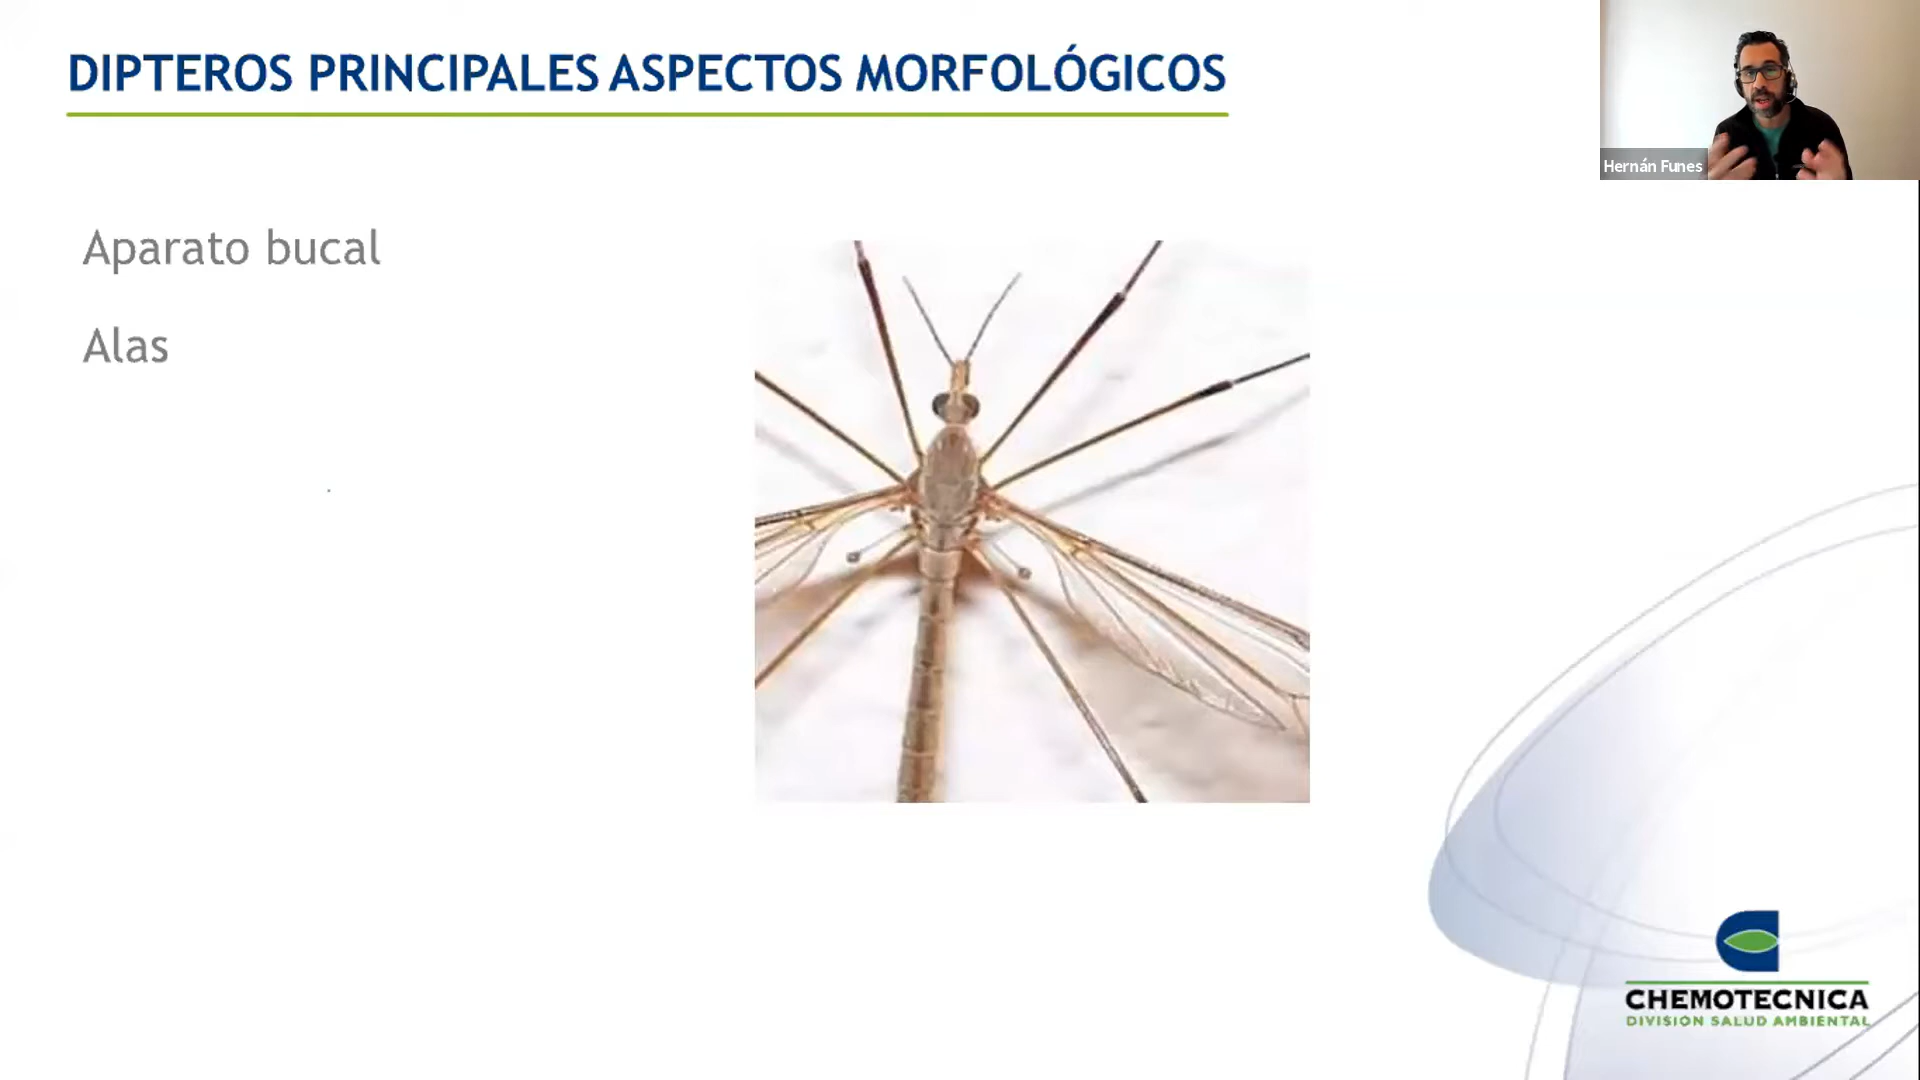 DIPTEROS PRINCIPALES ASPECTOS MORFOLÓGICOS
Hernán Funes
Aparato bucal
Alas
CHEMOTECNICA
DIVISION SALUD AMBIENTAL